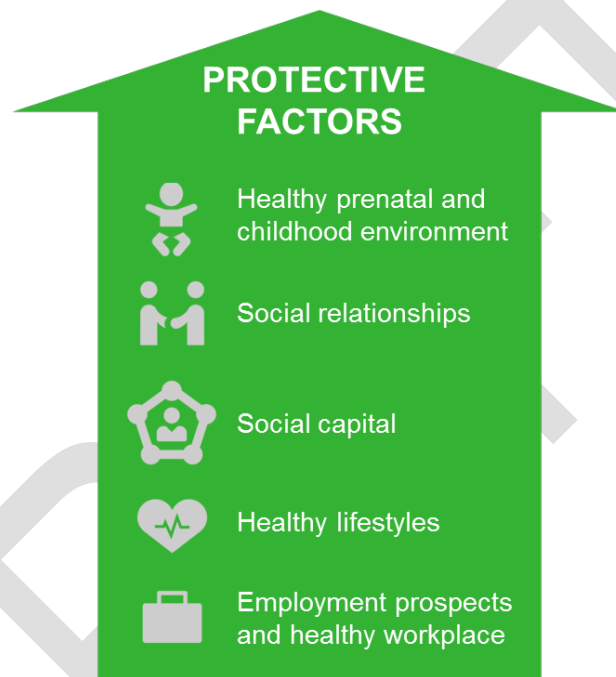 PROTECTIVE
FACTORS
Healthy prenatal and
childhood environment
Social relationships
Social capital
Healthy lifestyles
Employment prospects
and healthy workplace